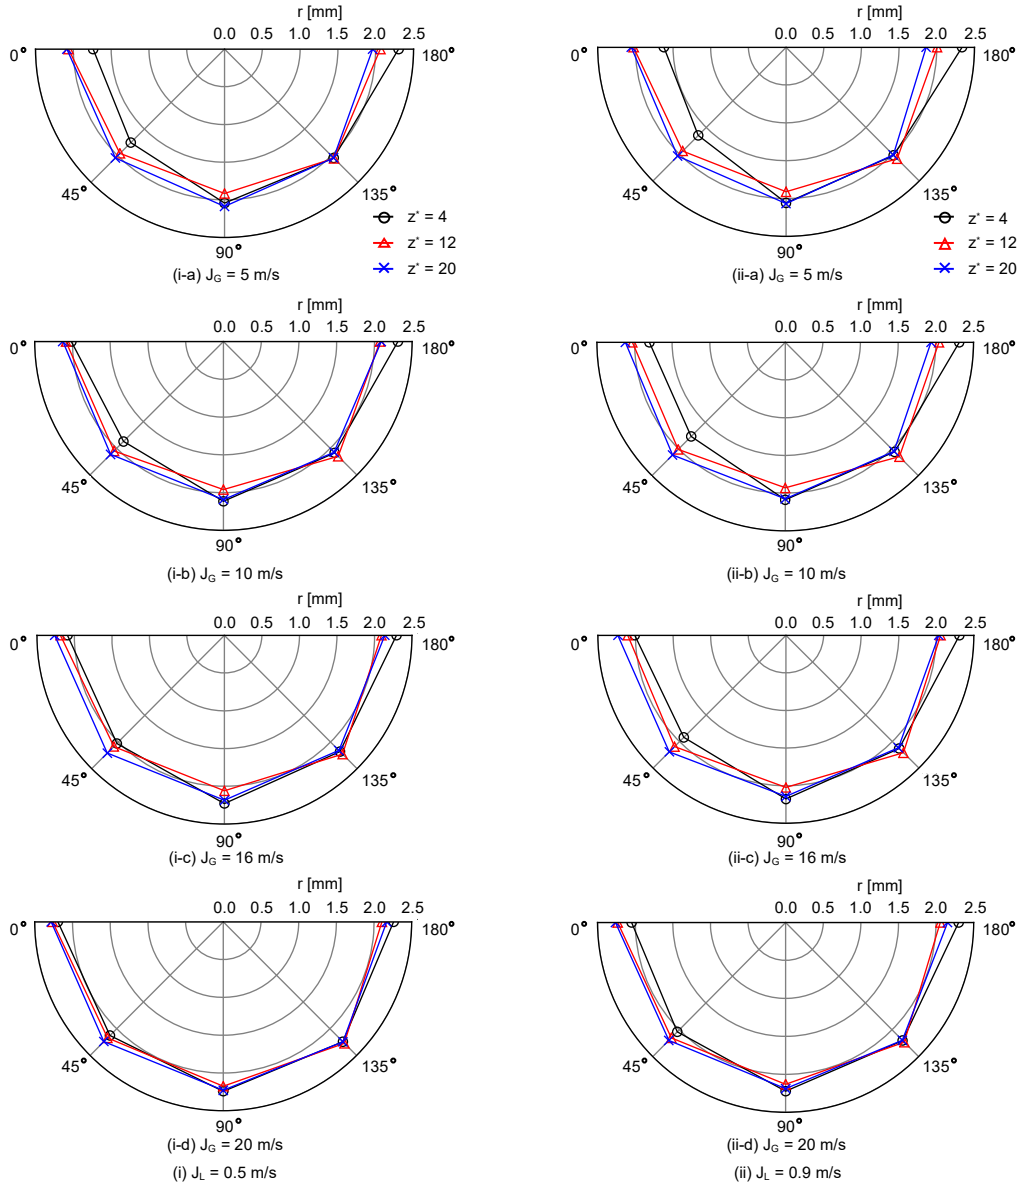 r [mm]
0.0 0.5 1.0 1.5 2.0 2.5
0° 180°
45° 135°
90°
z* = 4
z* = 12
z* = 20
(i-a) J_G = 5 m/s
r [mm]
0.0 0.5 1.0 1.5 2.0 2.5
0° 180°
45° 135°
90°
z* = 4
z* = 12
z* = 20
(ii-a) J_G = 5 m/s
r [mm]
0.0 0.5 1.0 1.5 2.0 2.5
0° 180°
45° 135°
90°
(i-b) J_G = 10 m/s
r [mm]
0.0 0.5 1.0 1.5 2.0 2.5
0° 180°
45° 135°
90°
(ii-b) J_G = 10 m/s
r [mm]
0.0 0.5 1.0 1.5 2.0 2.5
0° 180°
45° 135°
90°
(i-c) J_G = 16 m/s
r [mm]
0.0 0.5 1.0 1.5 2.0 2.5
0° 180°
45° 135°
90°
(ii-c) J_G = 16 m/s
r [mm]
0.0 0.5 1.0 1.5 2.0 2.5
0° 180°
45° 135°
90°
(i-d) J_G = 20 m/s
(i) J_L = 0.5 m/s
r [mm]
0.0 0.5 1.0 1.5 2.0 2.5
0° 180°
45° 135°
90°
(ii-d) J_G = 20 m/s
(ii) J_L = 0.9 m/s